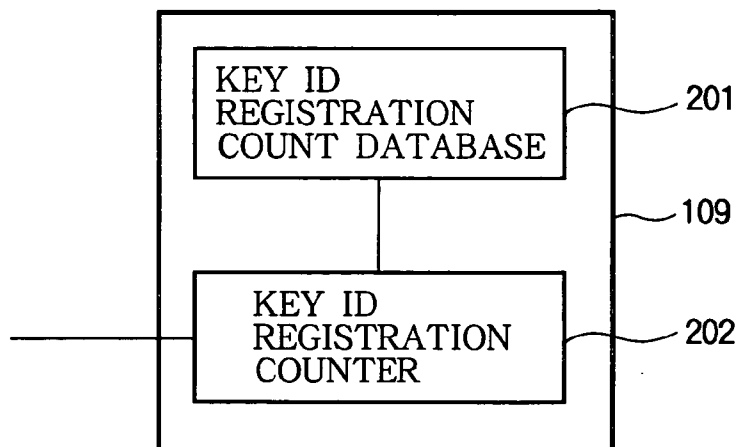 KEY ID
REGISTRATION
COUNT DATABASE
201
109
KEY ID
REGISTRATION
COUNTER
202